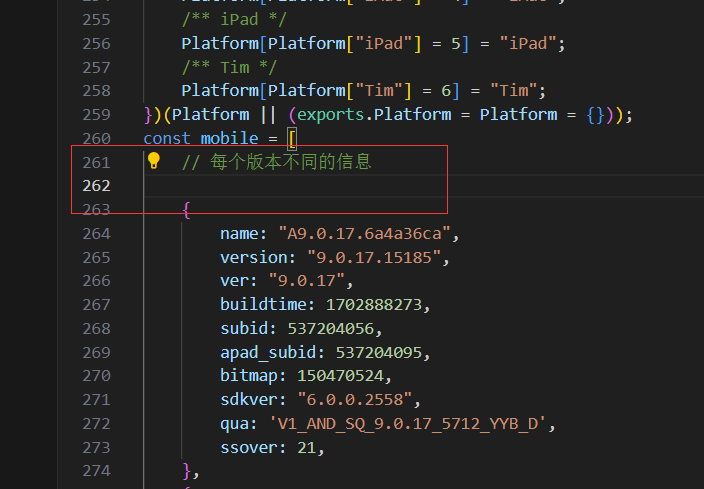 255 /** iPad */
256 Platform[Platform["iPad"] = 5] = "iPad";
257 /** Tim */
258 Platform[Platform["Tim"] = 6] = "Tim";
259 })(Platform || (exports.Platform = Platform = {}));
260 const mobile = [
261 // 每个版本不同的信息
262
263 {
264 name: "A9.0.17.6a4a36ca",
265 version: "9.0.17.15185",
266 ver: "9.0.17",
267 buildtime: 1702888273,
268 subid: 537204056,
269 apad_subid: 537204095,
270 bitmap: 150470524,
271 sdkver: "6.0.0.2558",
272 qua: 'V1_AND_SQ_9.0.17_5712_YYB_D',
273 ssover: 21,
274 },